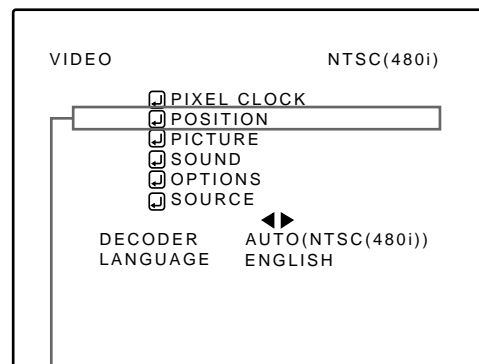 VIDEO NTSC(480i)
PIXEL CLOCK
POSITION
PICTURE
SOUND
OPTIONS
SOURCE
DECODER AUTO(NTSC(480i))
LANGUAGE ENGLISH